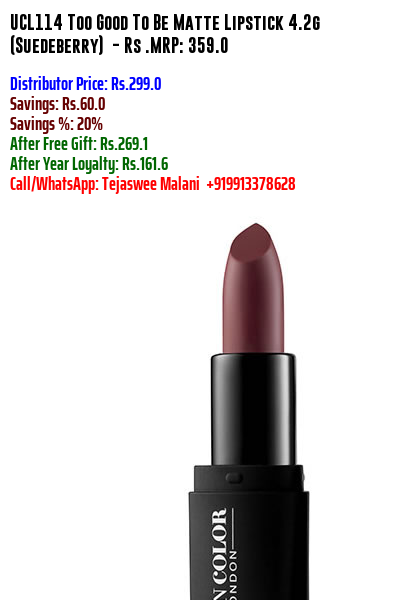 UCL114 Too Good To Be Matte Lipstick 4.2g
(Suedeberry) - Rs .MRP: 359.0
Distributor Price: Rs.299.0
Savings: Rs.60.0
Savings %: 20%
After Free Gift: Rs.269.1
After Year Loyalty: Rs.161.6
Call/WhatsApp: Tejaswee Malani +919913378628
N COLOR
ONDON